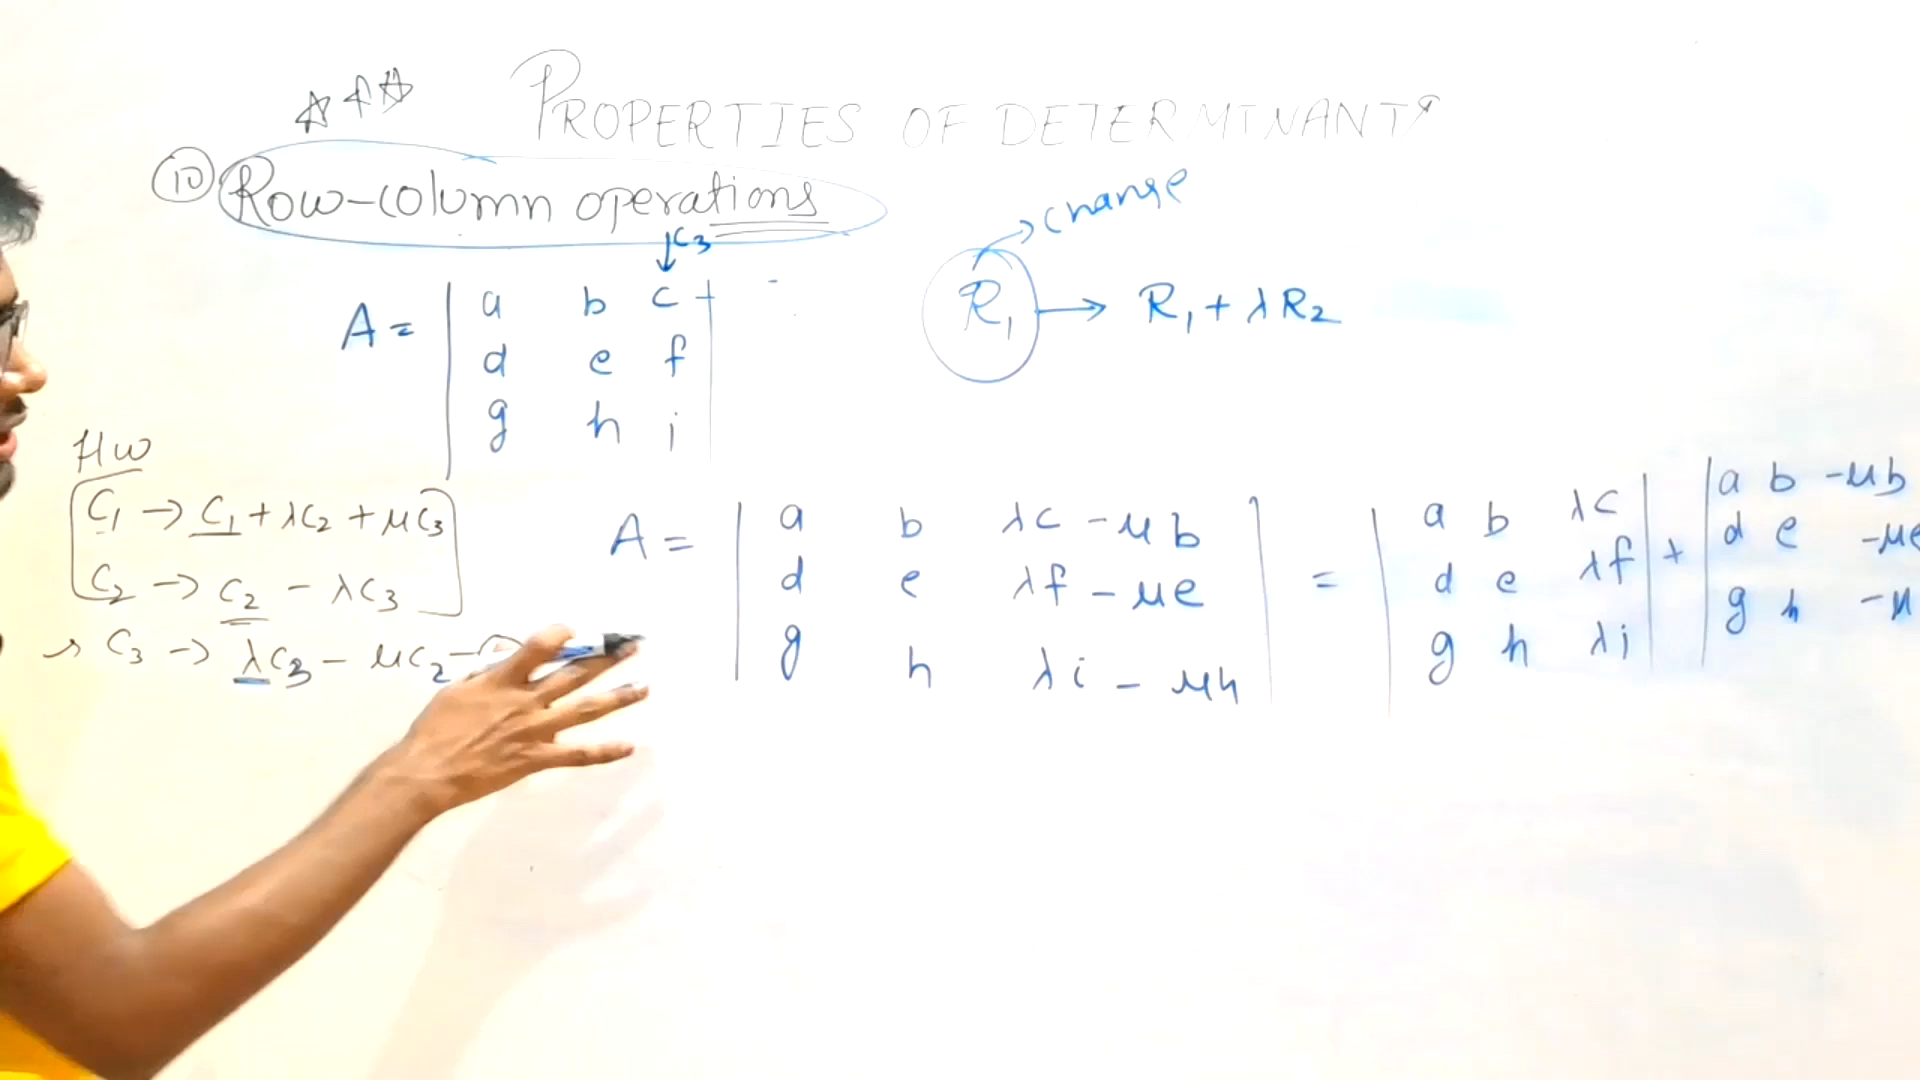 PROPERTIES OF DETERMINANTS
10 Row-column operations
C3
change
A = | a b c |
| d e f |
| g h i |
R1 → R1 + λR2
HW
C1 → C1 + λC2 + μC3
C2 → C2 - λC3
→ C3 → λC3 - μC2 -
A = | a b λc - μb | = | a b λc | + | a b -μb
| d e λf - μe | | d e λf | | d e -μe
| g h λi - μh | | g h λi | | g h -μ